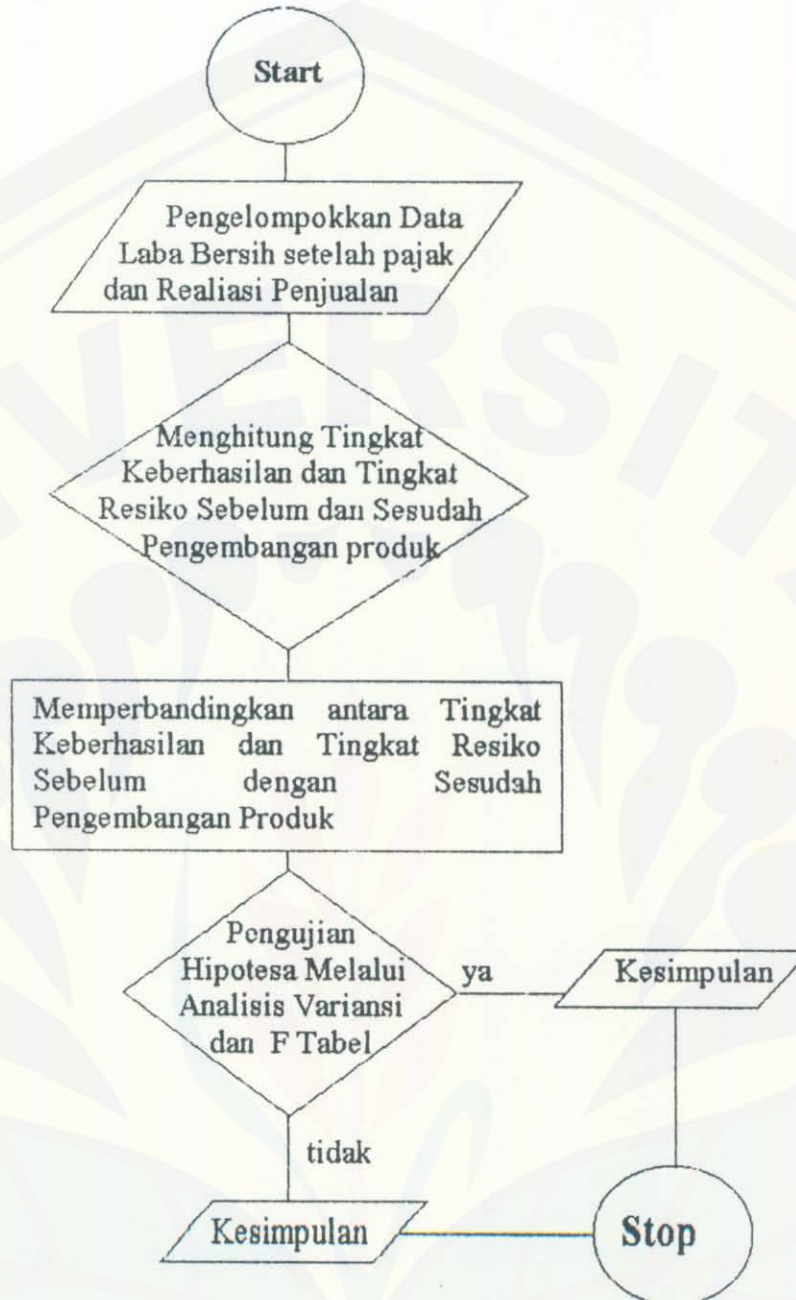 Start
Pengelompokkan Data
Laba Bersih setelah pajak
dan Realiasi Penjualan
Menghitung Tingkat
Keberhasilan dan Tingkat
Resiko Sebelum dan Sesudah
Pengembangan produk
Memperbandingkan antara Tingkat
Keberhasilan dan Tingkat Resiko
Sebelum dengan Sesudah
Pengembangan Produk
Pengujian
Hipotesa Melalui
Analisis Variansi
dan F Tabel
ya
Kesimpulan
tidak
Kesimpulan
Stop